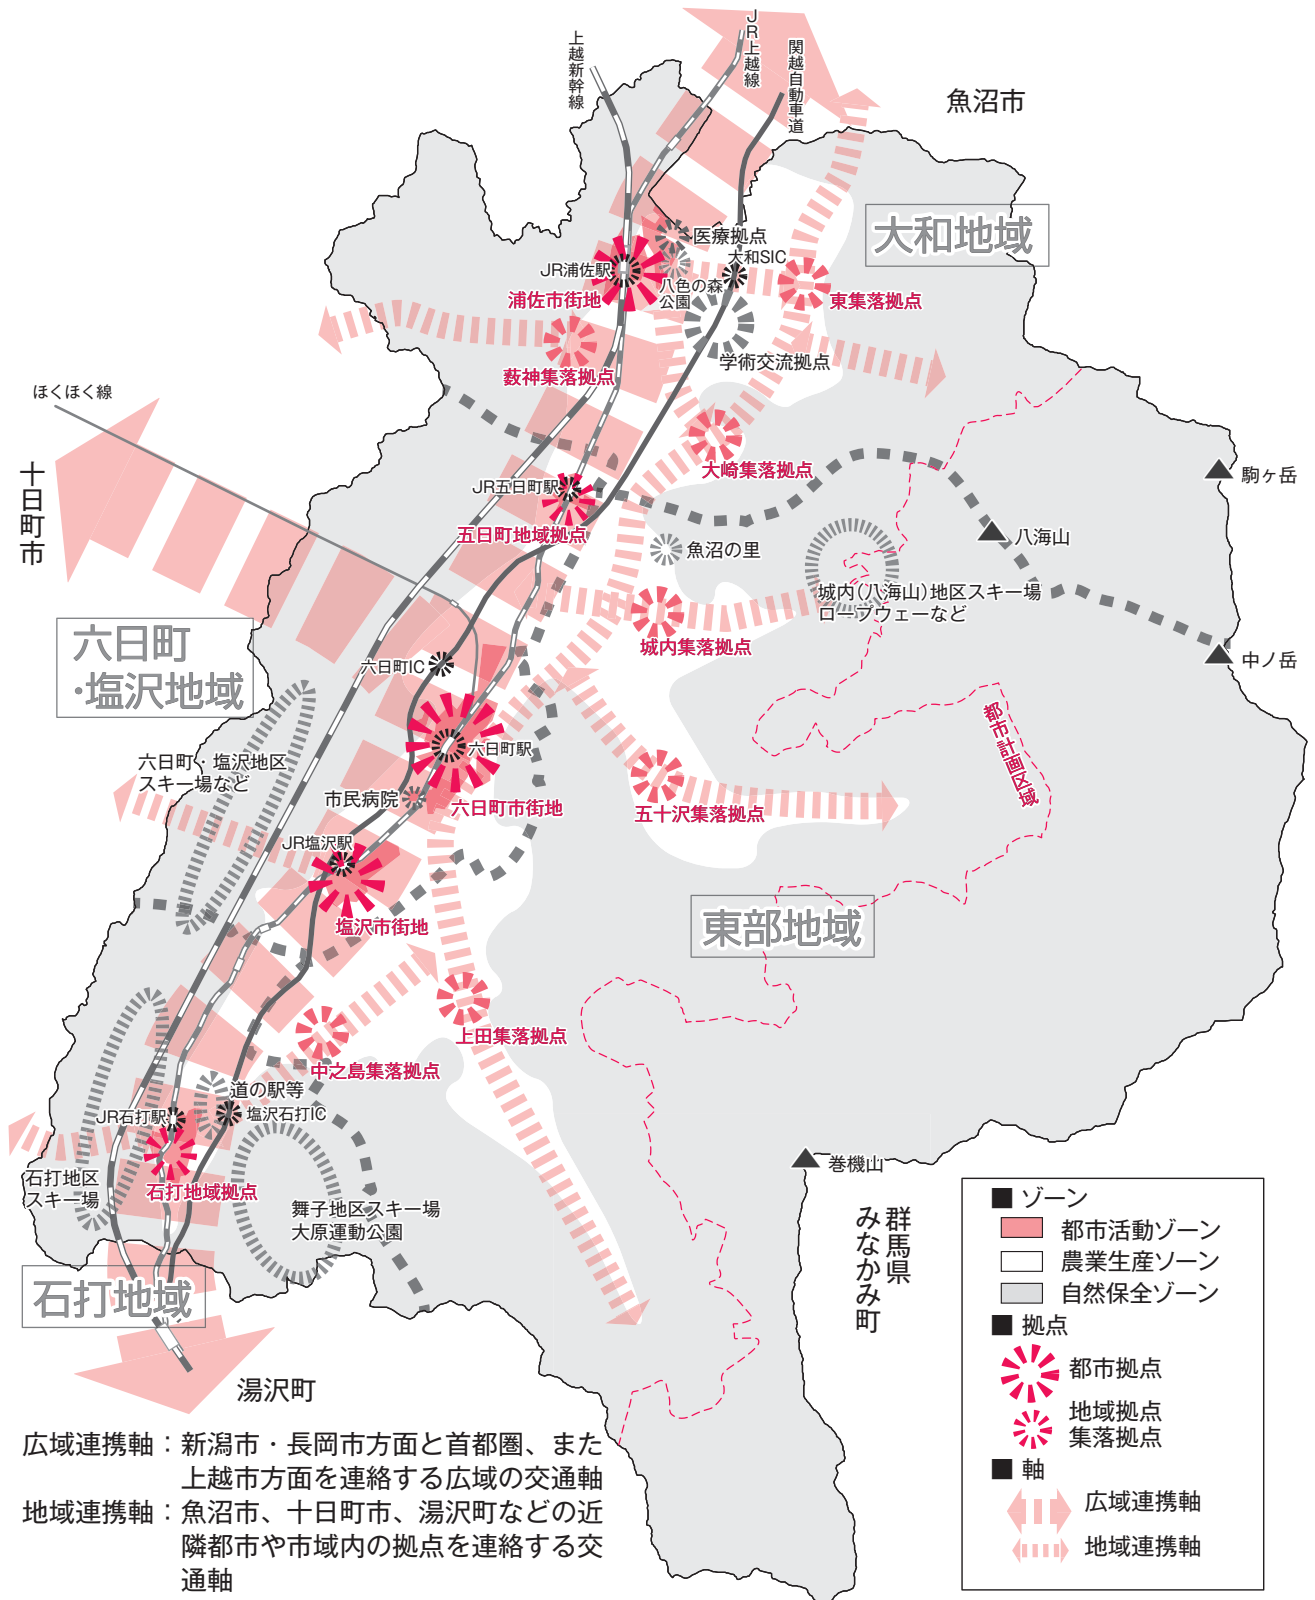 上越新幹線
JR上越線
関越自動車道
魚沼市
大和地域
医療拠点
JR浦佐駅
大和SIC
八色の森
公園
浦佐市街地
東集落拠点
学術交流拠点
薮神集落拠点
ほくほく線
大崎集落拠点
十日町市
駒ヶ岳
JR五日町駅
五日町地域拠点
八海山
魚沼の里
城内(八海山)地区スキー場
ロープウェーなど
六日町
・塩沢地域
城内集落拠点
六日町IC
中ノ岳
都市計画区域
六日町・塩沢地区
スキー場など
六日町駅
市民病院
六日町市街地
五十沢集落拠点
JR塩沢駅
塩沢市街地
東部地域
上田集落拠点
中之島集落拠点
道の駅等
JR石打駅
塩沢石打IC
石打地区
スキー場
石打地域拠点
舞子地区スキー場
大原運動公園
巻機山
群馬県
みなかみ町
石打地域
湯沢町
■ ゾーン
都市活動ゾーン
農業生産ゾーン
自然保全ゾーン
■ 拠点
都市拠点
地域拠点
集落拠点
■ 軸
広域連携軸
地域連携軸
広域連携軸：新潟市・長岡市方面と首都圏、また
上越市方面を連絡する広域の交通軸
地域連携軸：魚沼市、十日町市、湯沢町などの近
隣都市や市域内の拠点を連絡する交
通軸